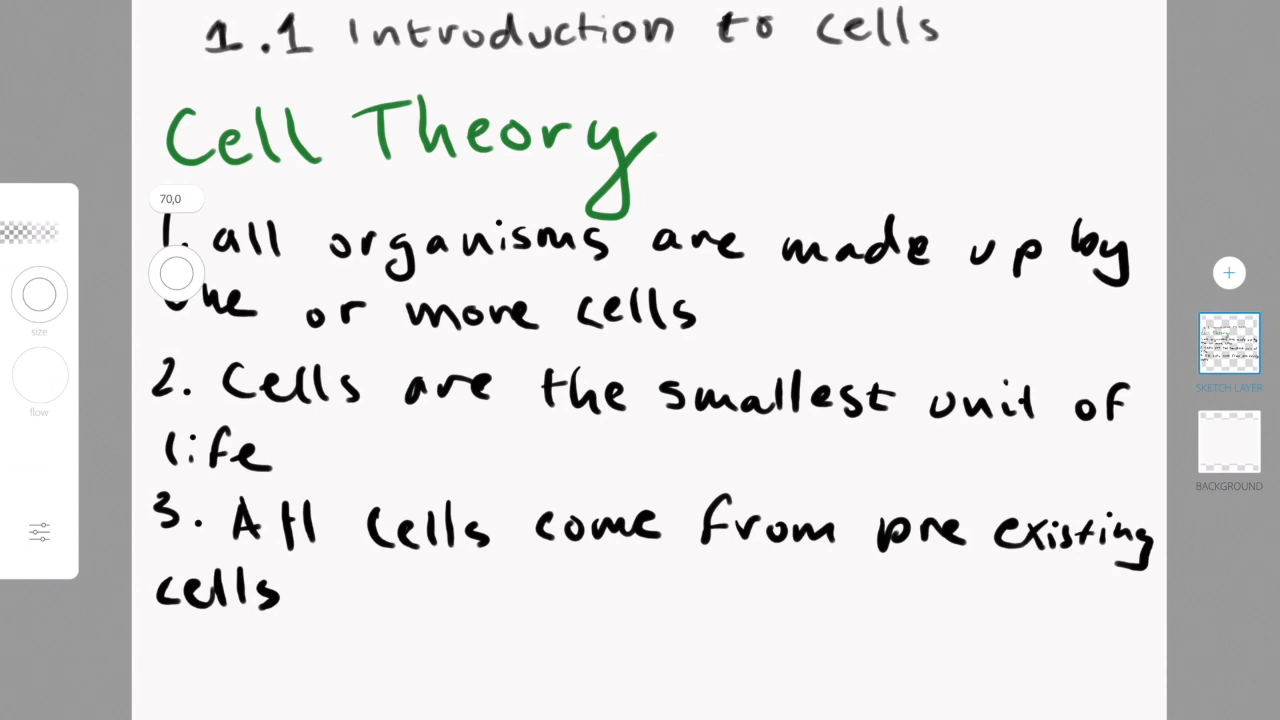 1.1 Introduction to cells
Cell Theory
70,0
1. all organisms are made up by
one or more cells
size
2. Cells are the smallest unit of
life
flow
3. All cells come from pre existing
cells
SKETCH LAYER
BACKGROUND